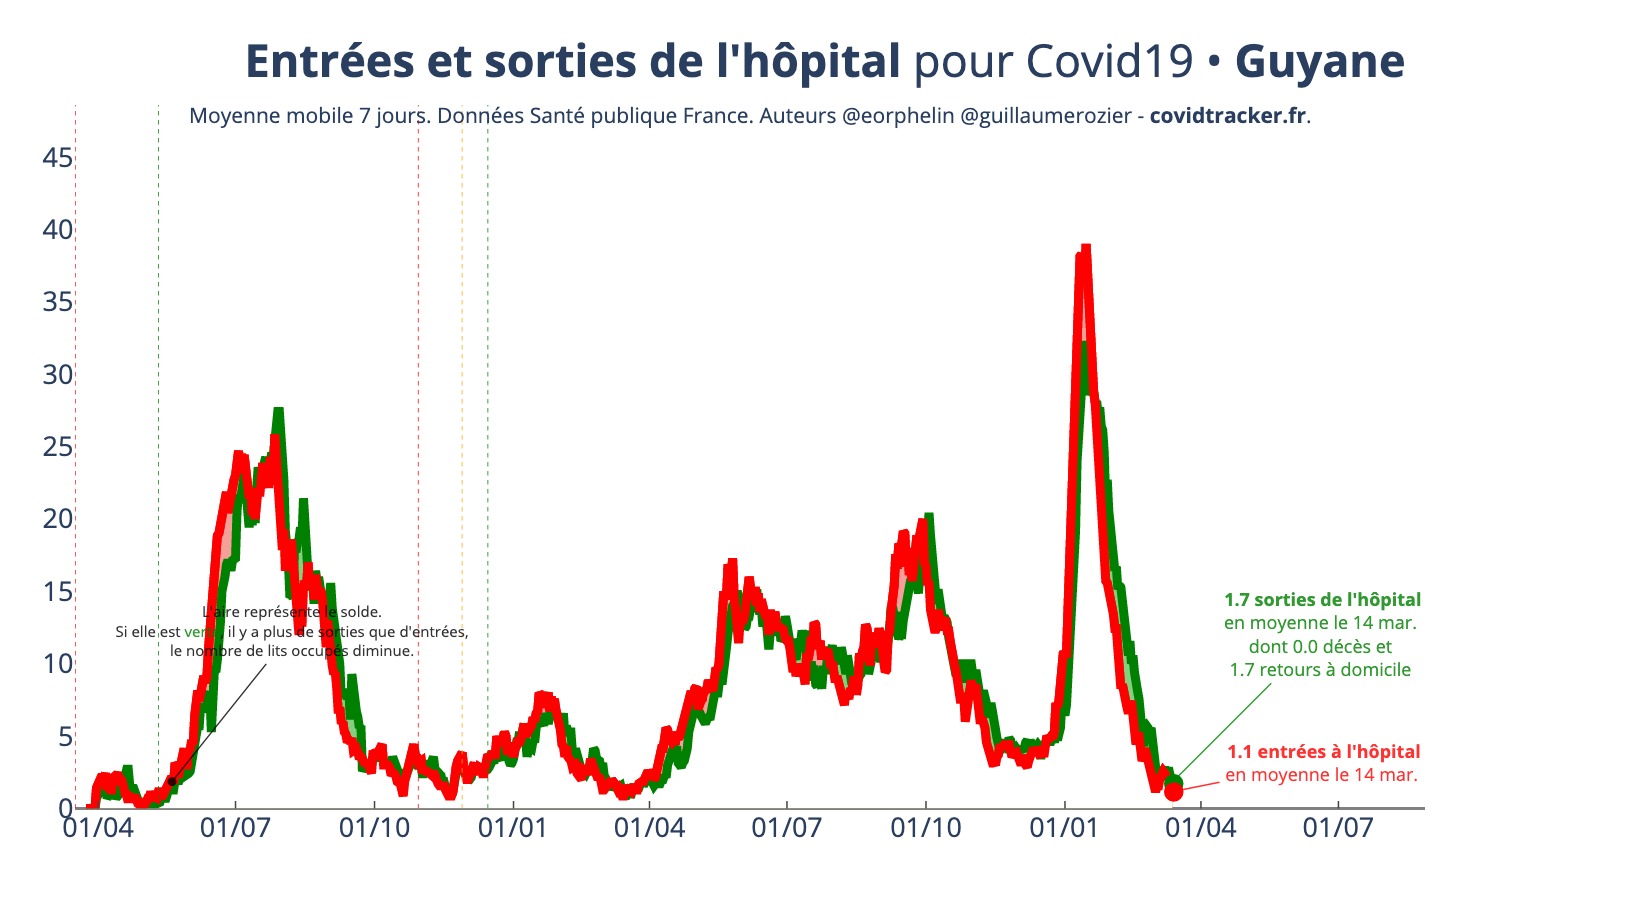 Entrées et sorties de l'hôpital pour Covid19 • Guyane
Moyenne mobile 7 jours. Données Santé publique France. Auteurs @eorphelin @guillaumerozier - covidtracker.fr.
45
40
35
30
25
20
15
10
5
0
L'aire représente le solde.
Si elle est verte, il y a plus de sorties que d'entrées,
le nombre de lits occupés diminue.
1.7 sorties de l'hôpital
en moyenne le 14 mar.
dont 0.0 décès et
1.7 retours à domicile
1.1 entrées à l'hôpital
en moyenne le 14 mar.
01/04 01/07 01/10 01/01 01/04 01/07 01/10 01/01 01/04 01/07